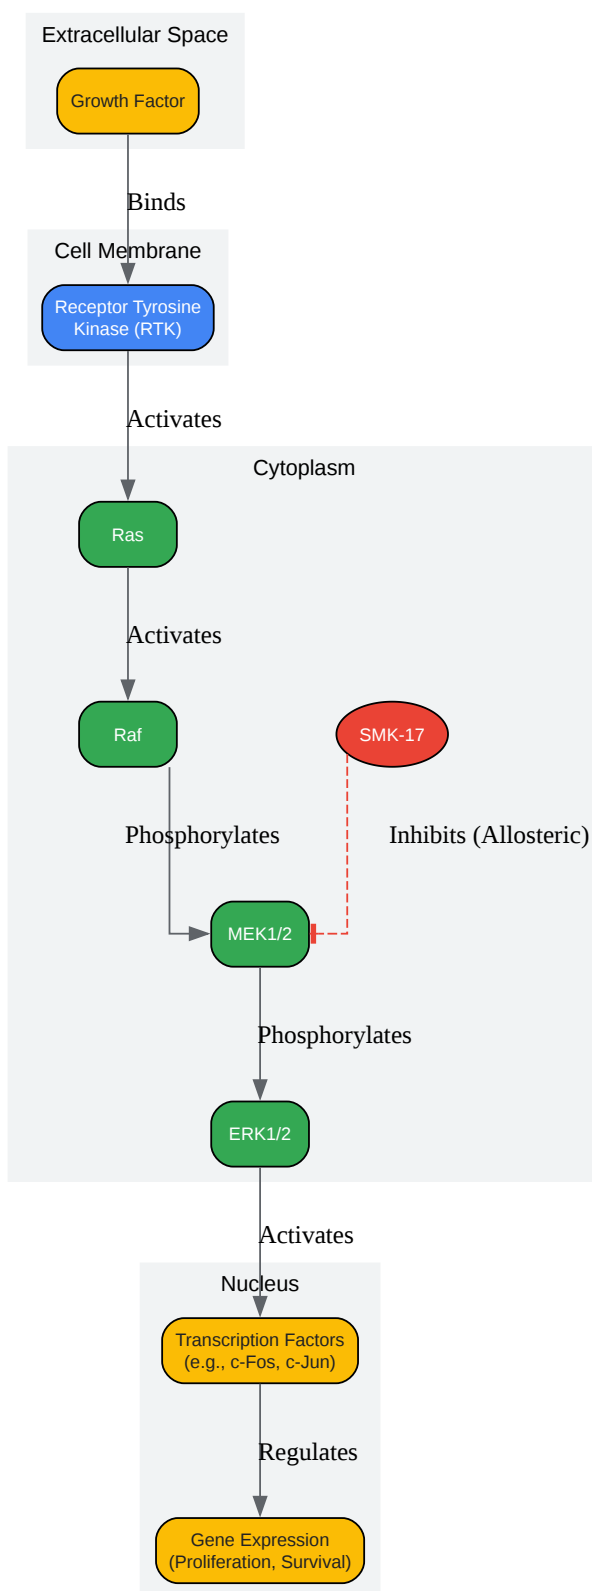 Extracellular Space
Growth Factor
Binds
Cell Membrane
Receptor Tyrosine
Kinase (RTK)
Activates
Cytoplasm
Ras
Activates
Raf
SMK-17
Phosphorylates
Inhibits (Allosteric)
MEK1/2
Phosphorylates
ERK1/2
Activates
Nucleus
Transcription Factors
(e.g., c-Fos, c-Jun)
Regulates
Gene Expression
(Proliferation, Survival)